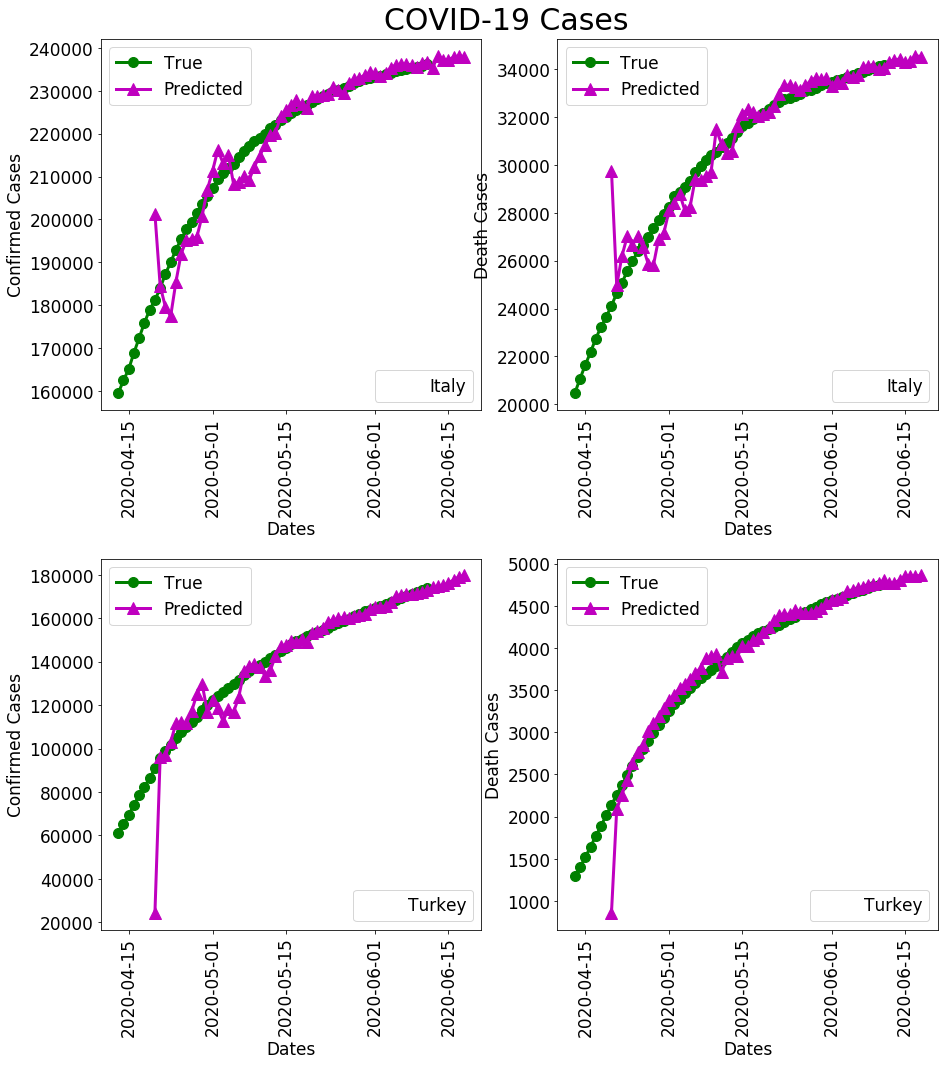 COVID-19 Cases
240000
230000
220000
210000
200000
190000
180000
170000
160000
Confirmed Cases
True
Predicted
Italy
2020-04-15
2020-05-01
2020-05-15
2020-06-01
2020-06-15
Dates
34000
32000
30000
28000
26000
24000
22000
20000
Death Cases
True
Predicted
Italy
2020-04-15
2020-05-01
2020-05-15
2020-06-01
2020-06-15
Dates
180000
160000
140000
120000
100000
80000
60000
40000
20000
Confirmed Cases
True
Predicted
Turkey
2020-04-15
2020-05-01
2020-05-15
2020-06-01
2020-06-15
Dates
5000
4500
4000
3500
3000
2500
2000
1500
1000
Death Cases
True
Predicted
Turkey
2020-04-15
2020-05-01
2020-05-15
2020-06-01
2020-06-15
Dates